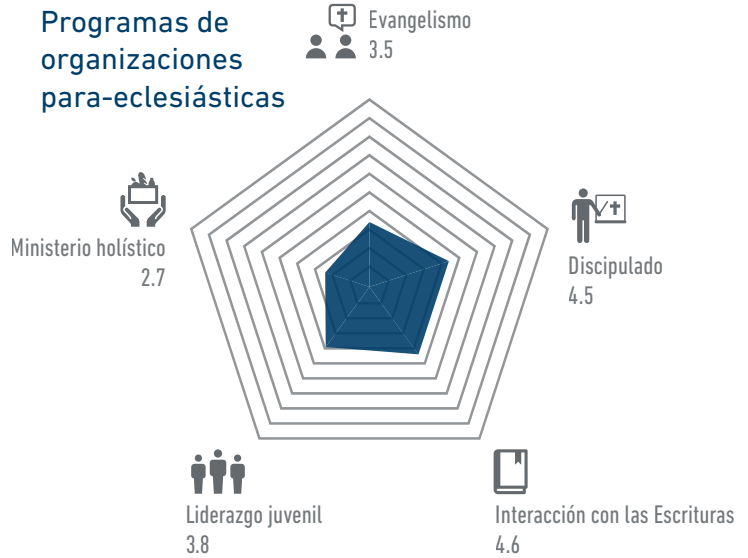 Programas de
organizaciones
para-eclesiásticas
Evangelismo
3.5
Ministerio holístico
2.7
Discipulado
4.5
Liderazgo juvenil
3.8
Interacción con las Escrituras
4.6